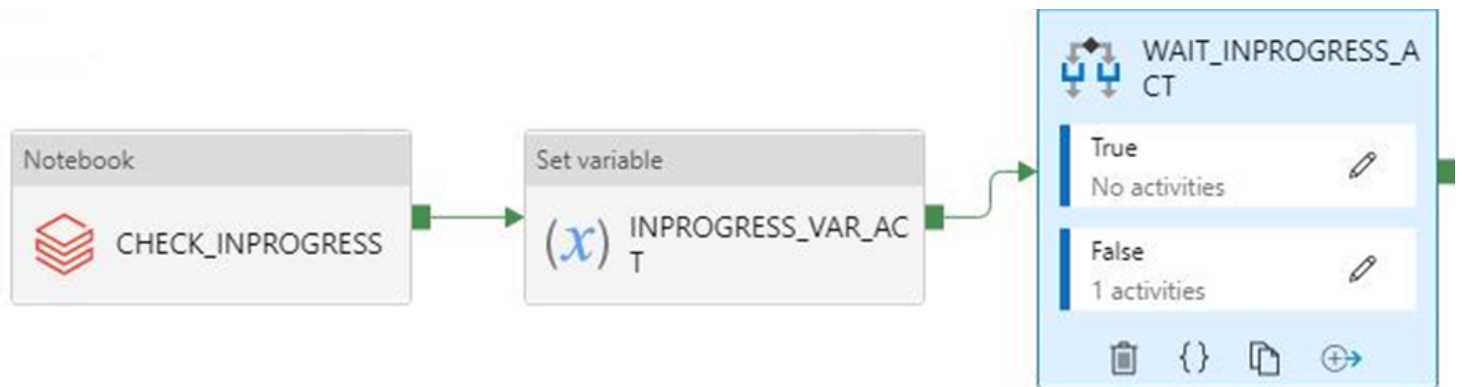 Notebook
CHECK_INPROGRESS
Set variable
(x)
INPROGRESS_VAR_AC
T
WAIT_INPROGRESS_A
CT
True
No activities
False
1 activities
{}